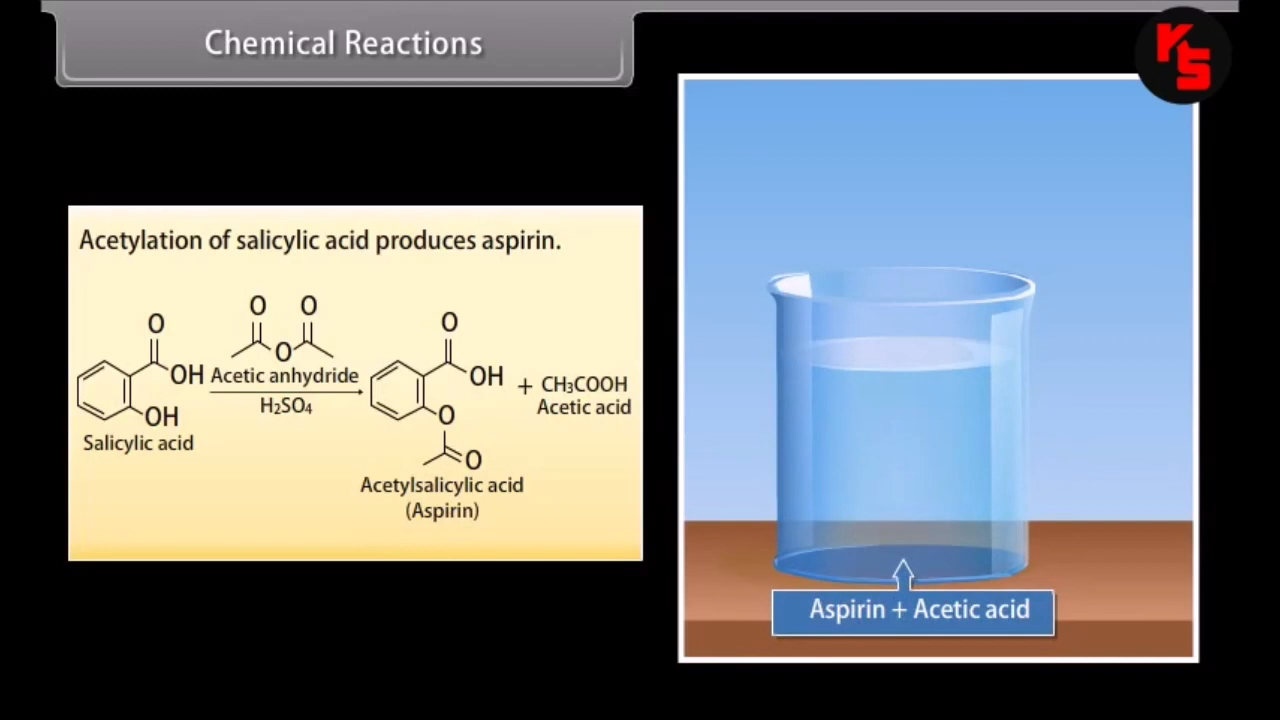 Chemical Reactions
KS
Acetylation of salicylic acid produces aspirin.
O O
O O
O
OH Acetic anhydride OH + CH₃COOH
OH H₂SO₄ O Acetic acid
Salicylic acid
O
Acetylsalicylic acid
(Aspirin)
Aspirin + Acetic acid